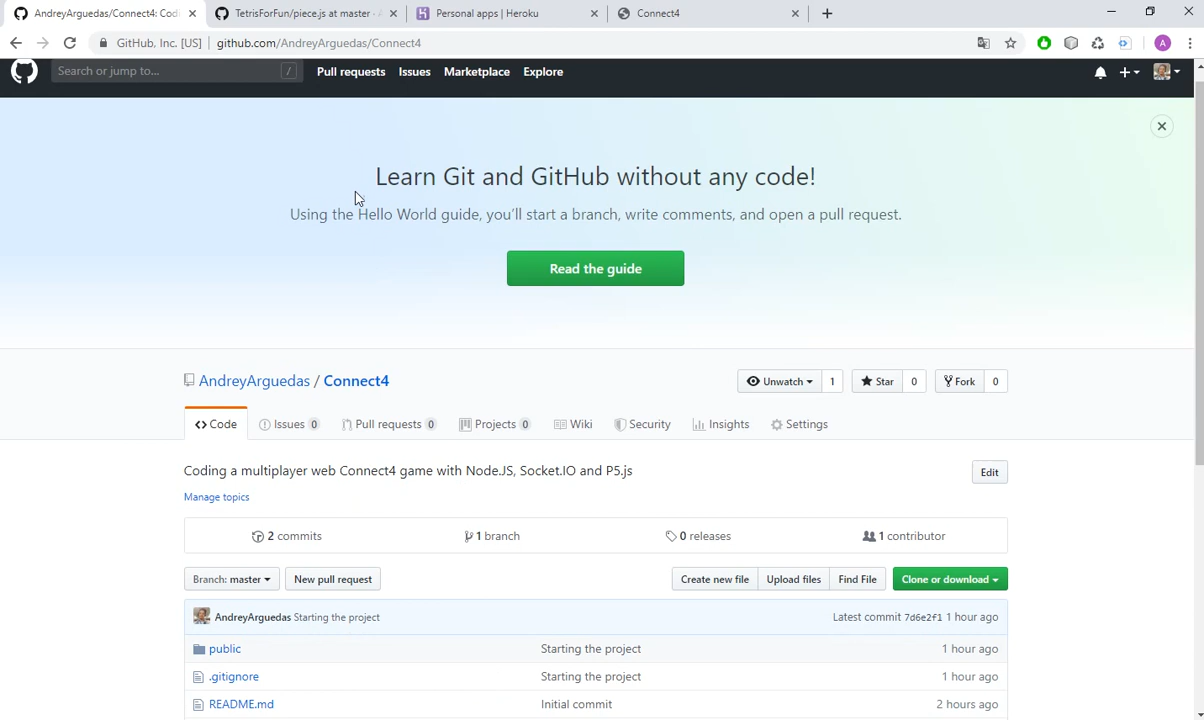 AndreyArguedas/Connect4: Codi
TetrisForFun/piece.js at master ·
Personal apps | Heroku
Connect4
GitHub, Inc. [US] | github.com/AndreyArguedas/Connect4
A
Search or jump to... /
Pull requests Issues Marketplace Explore
Learn Git and GitHub without any code!
Using the Hello World guide, you'll start a branch, write comments, and open a pull request.
Read the guide
AndreyArguedas / Connect4
Unwatch 1 Star 0 Fork 0
<> Code Issues 0 Pull requests 0 Projects 0 Wiki Security Insights Settings
Coding a multiplayer web Connect4 game with Node.JS, Socket.IO and P5.js
Edit
Manage topics
2 commits 1 branch 0 releases 1 contributor
Branch: master New pull request Create new file Upload files Find File Clone or download
AndreyArguedas Starting the project Latest commit 7d6e2f1 1 hour ago
public Starting the project 1 hour ago
.gitignore Starting the project 1 hour ago
README.md Initial commit 2 hours ago